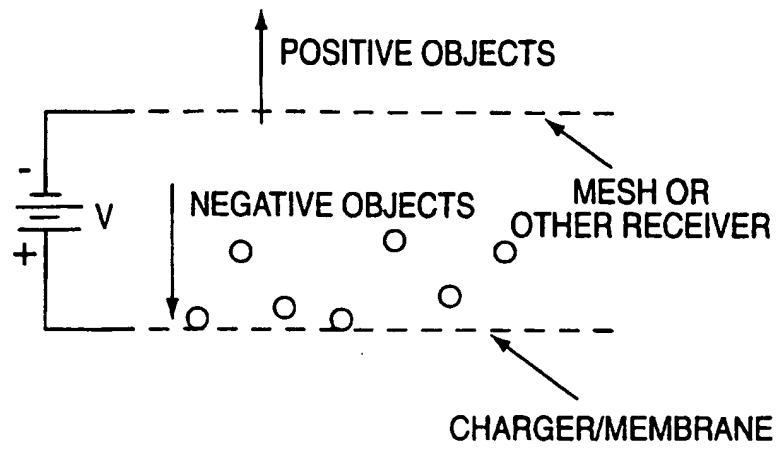 POSITIVE OBJECTS
-
V
+
NEGATIVE OBJECTS
MESH OR
OTHER RECEIVER
CHARGER/MEMBRANE